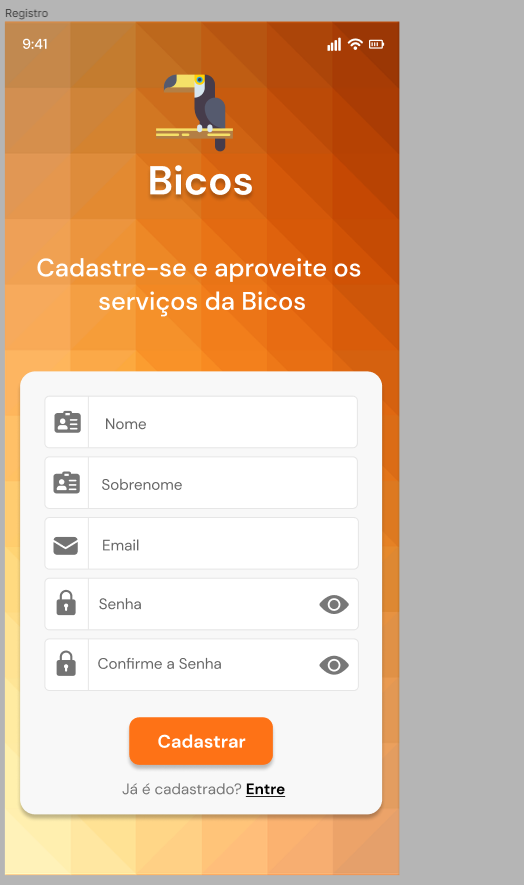 Registro
9:41
Bicos
Cadastre-se e aproveite os
serviços da Bicos
Nome
Sobrenome
Email
Senha
Confirme a Senha
Cadastrar
Já é cadastrado? Entre